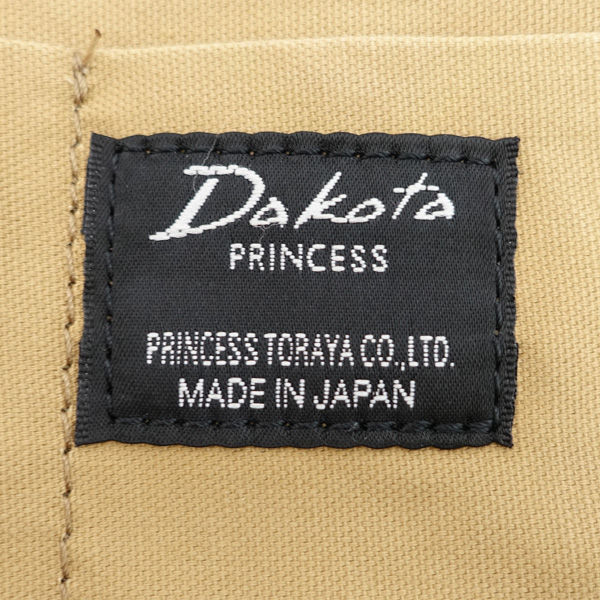 Dakota
PRINCESS
PRINCESS TORAYA CO.,LTD.
MADE IN JAPAN